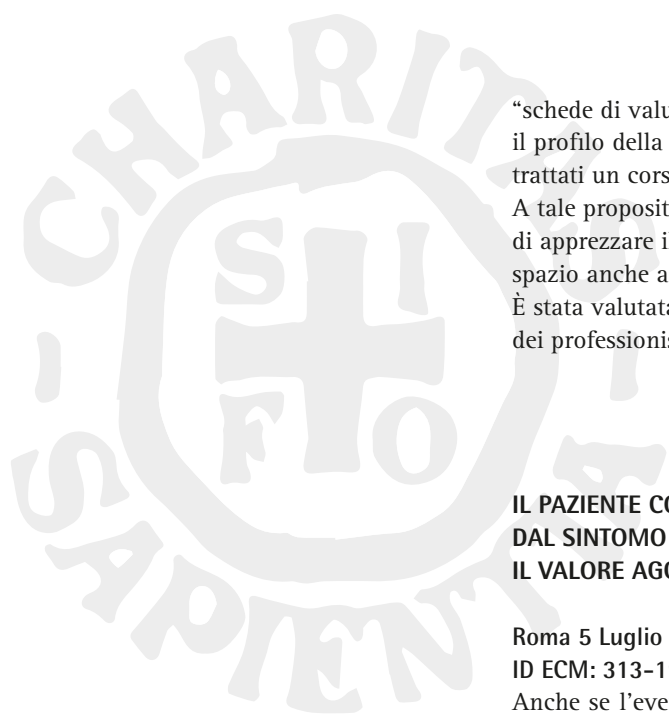 CHARITAS
SAPIENTIA
S I
F O
“schede di valu
il profilo della
trattati un cors
A tale proposit
di apprezzare i
spazio anche a
È stata valutat
dei professionis
IL PAZIENTE CO
DAL SINTOMO
IL VALORE AGO
Roma 5 Luglio
ID ECM: 313-1
Anche se l’eve